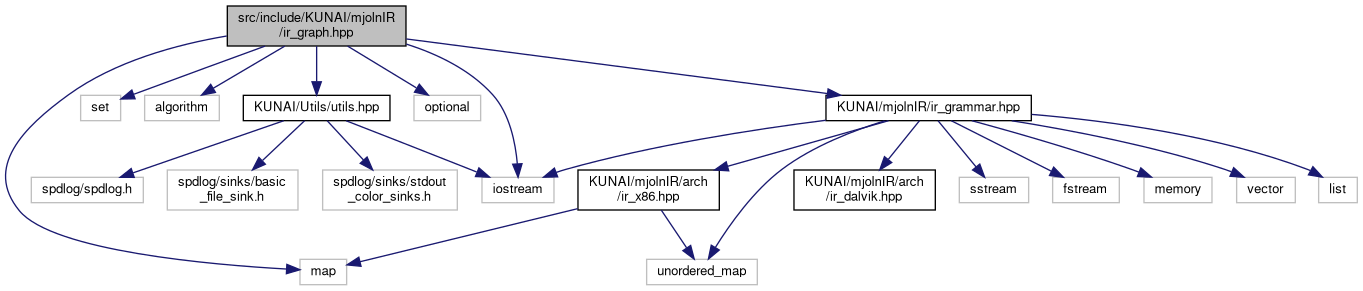 src/include/KUNAI/mjolnIR
/ir_graph.hpp
set
algorithm
KUNAI/Utils/utils.hpp
optional
KUNAI/mjolnIR/ir_grammar.hpp
spdlog/spdlog.h
spdlog/sinks/basic
_file_sink.h
spdlog/sinks/stdout
_color_sinks.h
iostream
KUNAI/mjolnIR/arch
/ir_x86.hpp
KUNAI/mjolnIR/arch
/ir_dalvik.hpp
sstream
fstream
memory
vector
list
map
unordered_map